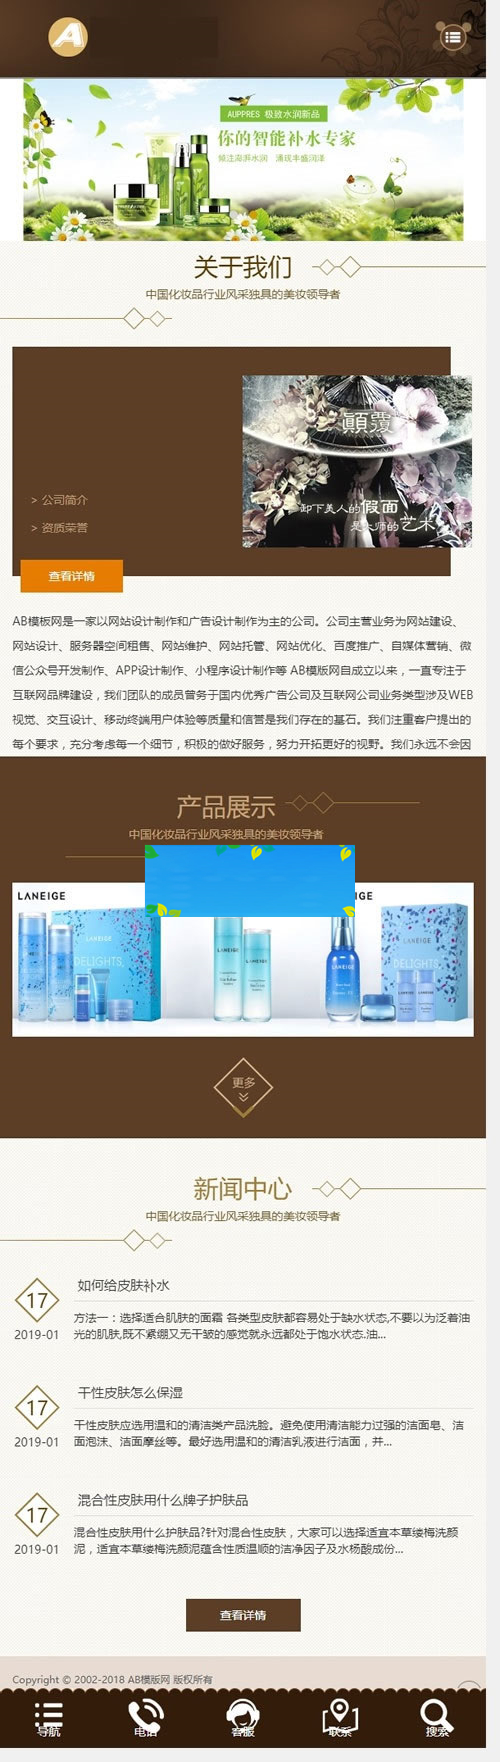 A
AUPPRES 极致水润新品
你的智能补水专家
倾注澎湃水润 涌现丰盛润泽
关于我们
中国化妆品行业风采独具的美妆领导者
顛覆
卸下美人的假面
是大师的艺术
> 公司简介
> 资质荣誉
查看详情
AB模板网是一家以网站设计制作和广告设计制作为主的公司。公司主营业务为网站建设、
网站设计、服务器空间租售、网站维护、网站托管、网站优化、百度推广、自媒体营销、微
信公众号开发制作、APP设计制作、小程序设计制作等 AB模版网自成立以来，一直专注于
互联网品牌建设，我们团队的成员曾务于国内优秀广告公司及互联网公司业务类型涉及WEB
视觉、交互设计、移动终端用户体验等质量和信誉是我们存在的基石。我们注重客户提出的
每个要求，充分考虑每一个细节，积极的做好服务，努力开拓更好的视野。我们永远不会因
产品展示
中国化妆品行业风采独具的美妆领导者
LANEIGE
EIGE
DELIGHTS,
DELIGHTS
更多
新闻中心
中国化妆品行业风采独具的美妆领导者
17
2019-01
如何给皮肤补水
方法一：选择适合肌肤的面霜 各类型皮肤都容易处于缺水状态,不要以为泛着油
光的肌肤,既不紧绷又无干皱的感觉就永远都处于饱水状态.油...
17
2019-01
干性皮肤怎么保湿
干性皮肤应选用温和的清洁类产品洗脸。避免使用清洁能力过强的洁面皂、洁
面泡沫、洁面摩丝等。最好选用温和的清洁乳液进行洁面，并...
17
2019-01
混合性皮肤用什么牌子护肤品
混合性皮肤用什么护肤品?针对混合性皮肤，大家可以选择适宜本草缕梅洗颜
泥，适宜本草缕梅洗颜泥蕴含性质温顺的洁净因子及水杨酸成份...
查看详情
Copyright © 2002-2018 AB模版网 版权所有
导航
电话
客服
联系
搜索